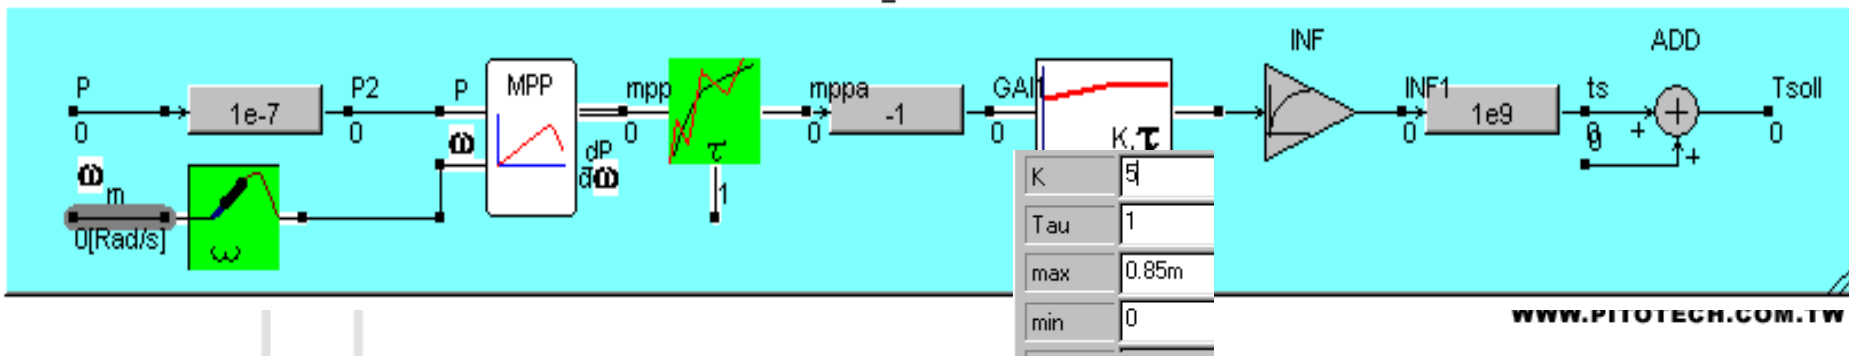 INF
ADD
P
P2
P
MPP
mpp
mppa
GAI1
INF1
ts
Tsoll
1e-7
-1
1e9
0
0
0
0
0
0
0
0
ω
K,τ
+
+
+
ω
τ
dP
dω
m
1
0[Rad/s]
ω
K
5
Tau
1
max
0.85m
min
0
WWW.PITOTECH.COM.TW